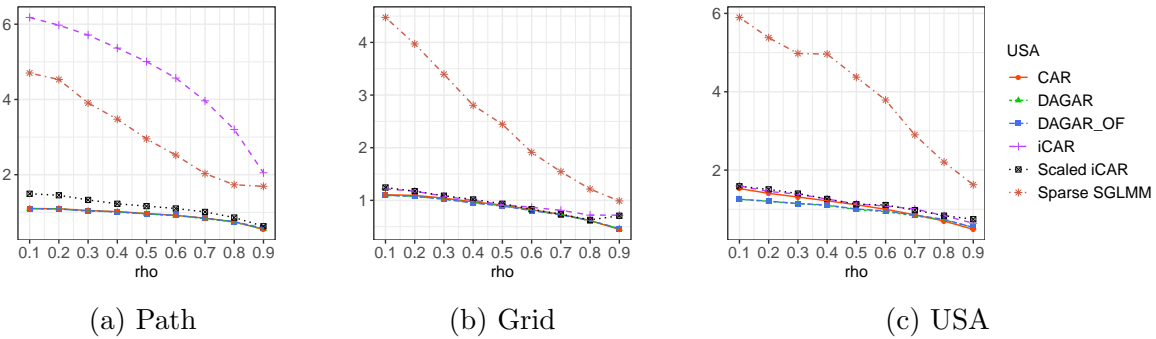 6
4
2
0.1 0.2 0.3 0.4 0.5 0.6 0.7 0.8 0.9
rho
(a) Path
4
3
2
1
0.1 0.2 0.3 0.4 0.5 0.6 0.7 0.8 0.9
rho
(b) Grid
6
4
2
0.1 0.2 0.3 0.4 0.5 0.6 0.7 0.8 0.9
rho
(c) USA
USA
CAR
DAGAR
DAGAR_OF
iCAR
Scaled iCAR
Sparse SGLMM